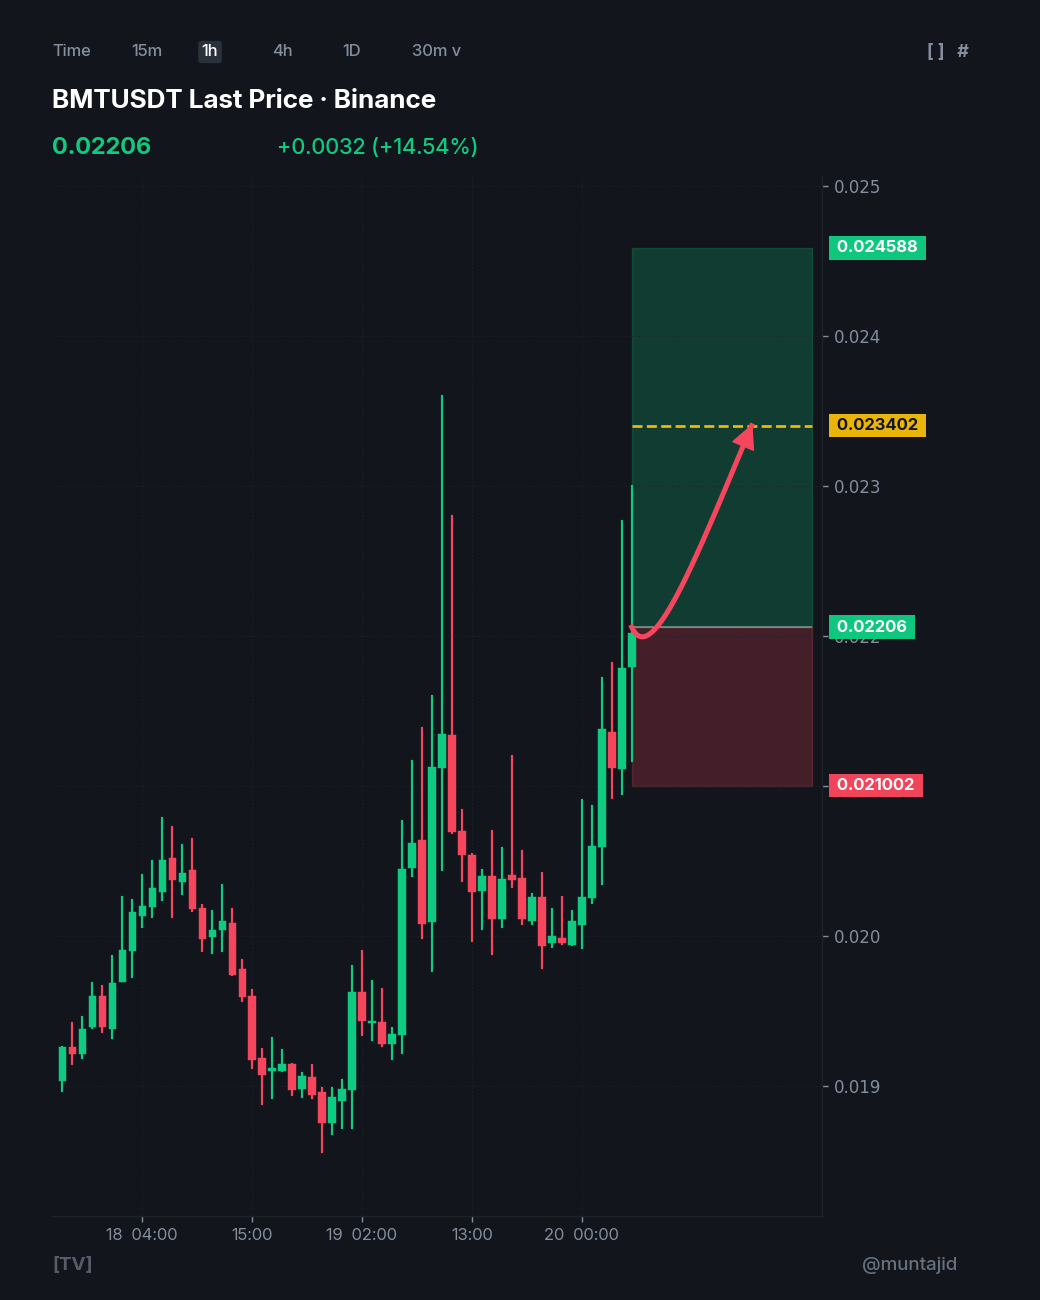 Time 15m 1h 4h 1D 30m v [ ] #
BMTUSDT Last Price · Binance
0.02206 +0.0032 (+14.54%)
0.025
0.024588
0.024
0.023402
0.023
0.02206
0.022
0.021002
0.020
0.019
18 04:00 15:00 19 02:00 13:00 20 00:00
[TV] @muntajid